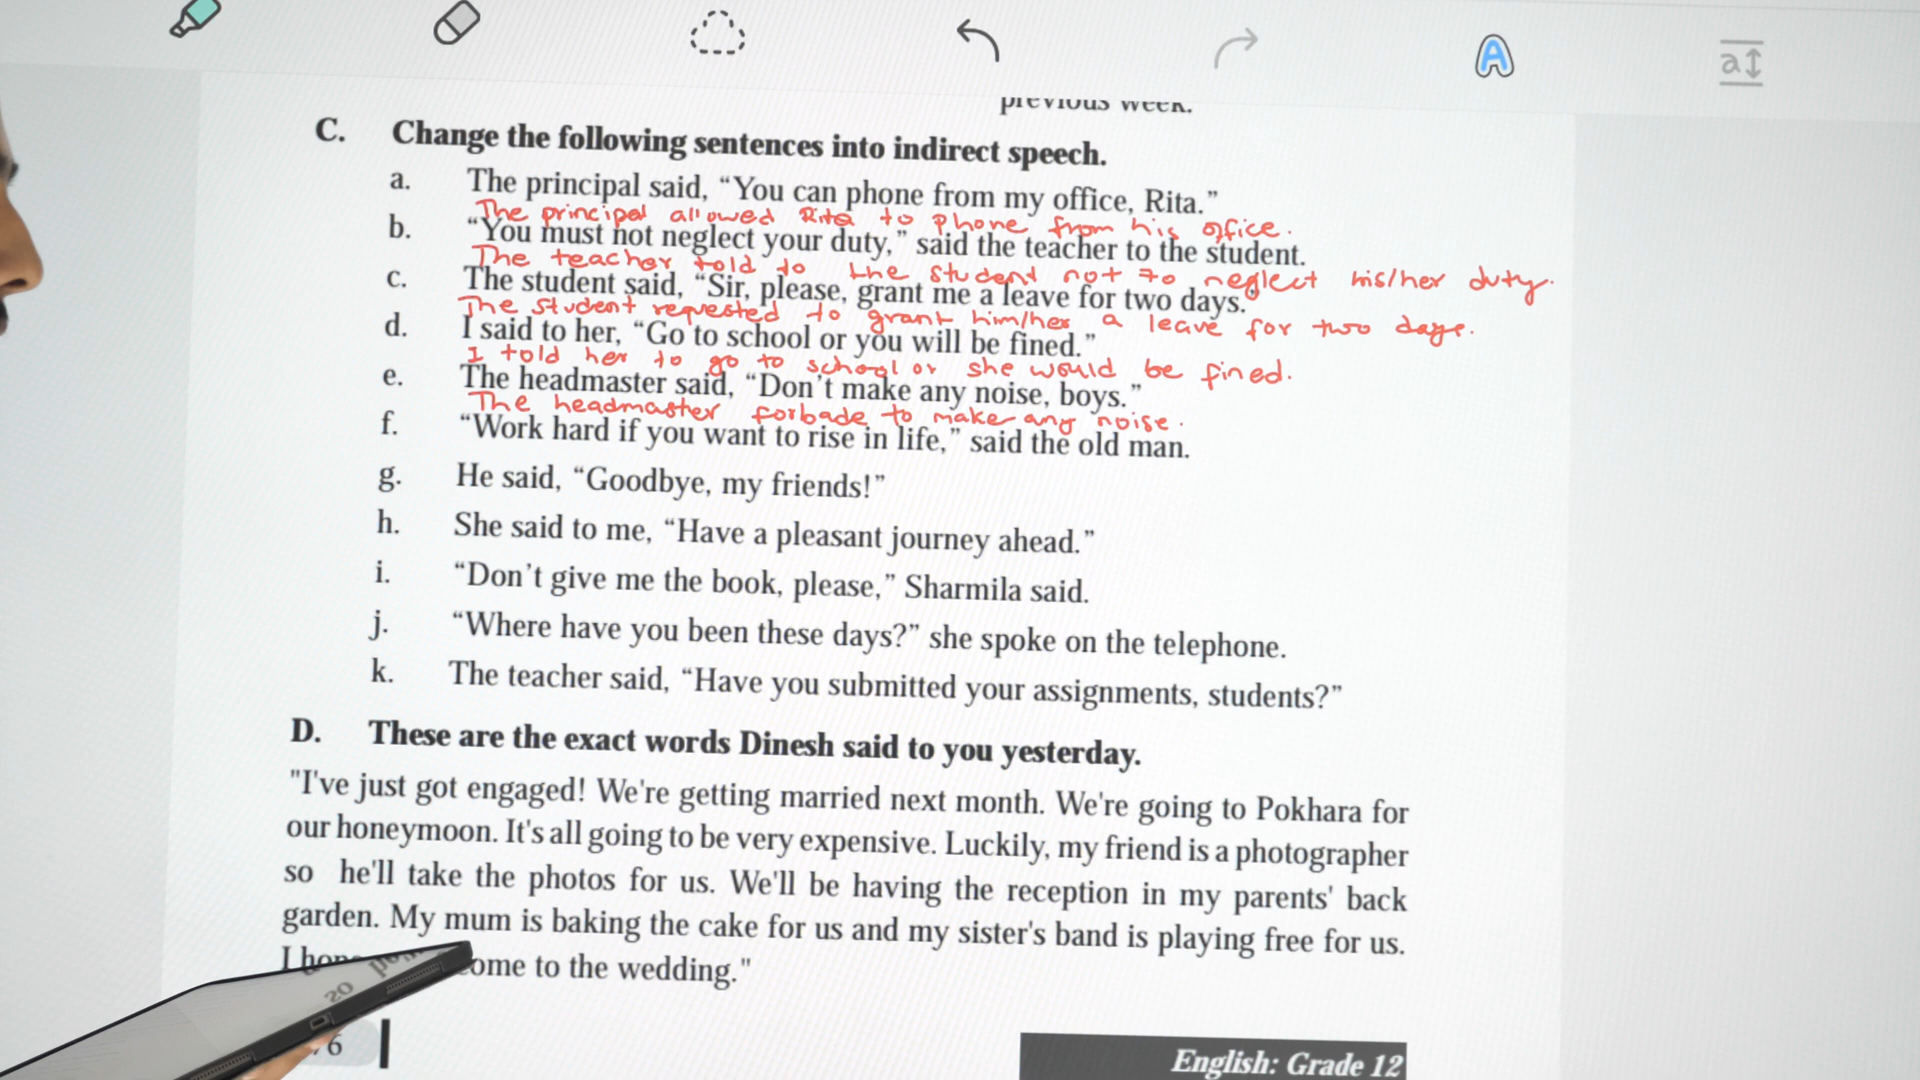 previous week.
C. Change the following sentences into indirect speech.
a. The principal said, “You can phone from my office, Rita.”
The principal allowed Rita to phone from his office.
b. “You must not neglect your duty,” said the teacher to the student.
The teacher told to the student not to neglect his/her duty.
c. The student said, “Sir, please, grant me a leave for two days.”
The student requested to grant him/her a leave for two days.
d. I said to her, “Go to school or you will be fined.”
I told her to go to school or she would be fined.
e. The headmaster said, “Don’t make any noise, boys.”
The headmaster forbade to make any noise.
f. “Work hard if you want to rise in life,” said the old man.
g. He said, “Goodbye, my friends!”
h. She said to me, “Have a pleasant journey ahead.”
i. “Don’t give me the book, please,” Sharmila said.
j. “Where have you been these days?” she spoke on the telephone.
k. The teacher said, “Have you submitted your assignments, students?”
D. These are the exact words Dinesh said to you yesterday.
"I've just got engaged! We're getting married next month. We're going to Pokhara for
our honeymoon. It's all going to be very expensive. Luckily, my friend is a photographer
so he'll take the photos for us. We'll be having the reception in my parents' back
garden. My mum is baking the cake for us and my sister's band is playing free for us.
I to the wedding."
English: Grade 12